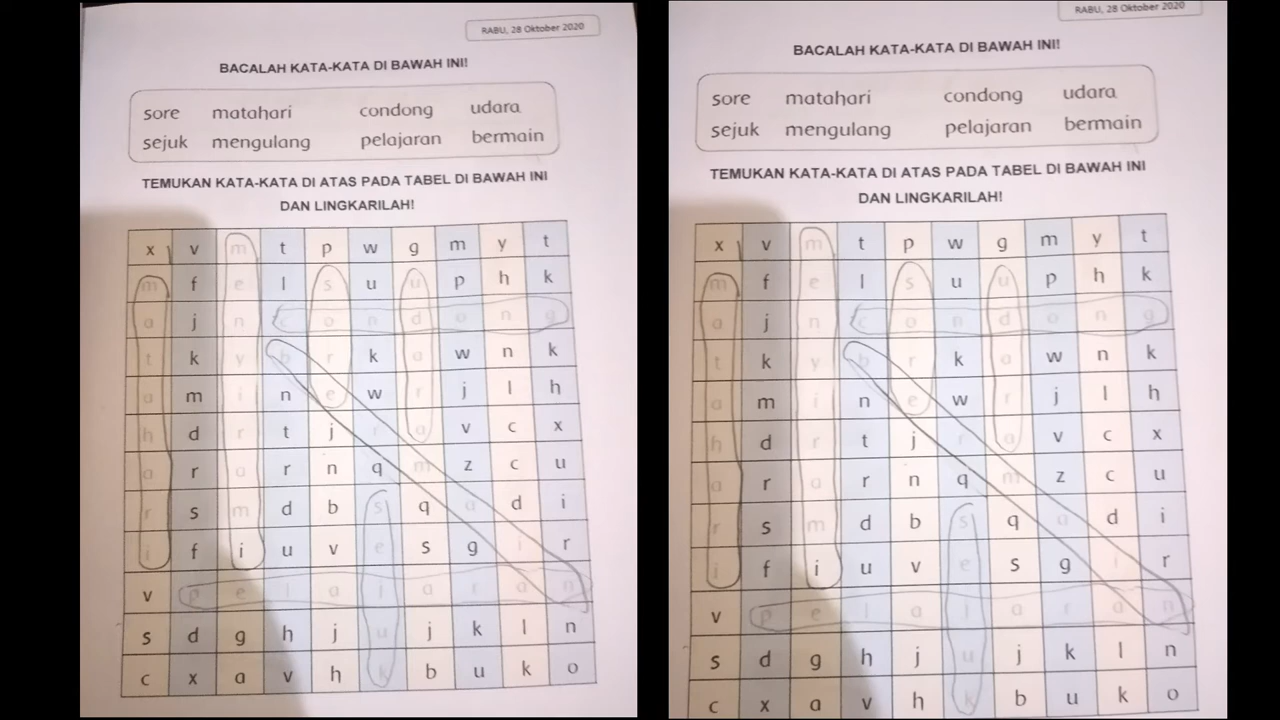 RABU, 28 Oktober 2020
BACALAH KATA-KATA DI BAWAH INI!
sore matahari condong udara
sejuk mengulang pelajaran bermain
TEMUKAN KATA-KATA DI ATAS PADA TABEL DI BAWAH INI
DAN LINGKARILAH!
x v m t p w g m y t
m f e l s u u p h k
a j n c o n d o n g
t k y b r k a w n k
a m i n e w r j l h
h d r t j r a v c x
a r a r n q m z c u
r s m d b s q a d i
i f i u v e s g i r
v p e l a j a r a n
s d g h j u j k l n
c x a v h k b u k o
RABU, 28 Oktober 2020
BACALAH KATA-KATA DI BAWAH INI!
sore matahari condong udara
sejuk mengulang pelajaran bermain
TEMUKAN KATA-KATA DI ATAS PADA TABEL DI BAWAH INI
DAN LINGKARILAH!
x v m t p w g m y t
m f e l s u u p h k
a j n c o n d o n g
t k y b r k a w n k
a m i n e w r j l h
h d r t j r a v c x
a r a r n q m z c u
r s m d b s q a d i
i f i u v e s g i r
v p e l a j a r a n
s d g h j u j k l n
c x a v h k b u k o